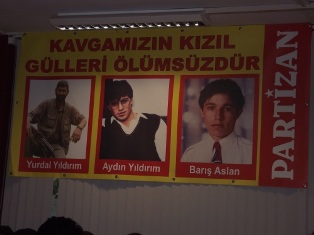 KAVGAMIZIN KIZIL
GÜLLERİ ÖLÜMSÜZDÜR
Yurdal Yıldırım
Aydın Yıldırım
Barış Aslan
PARTİZAN